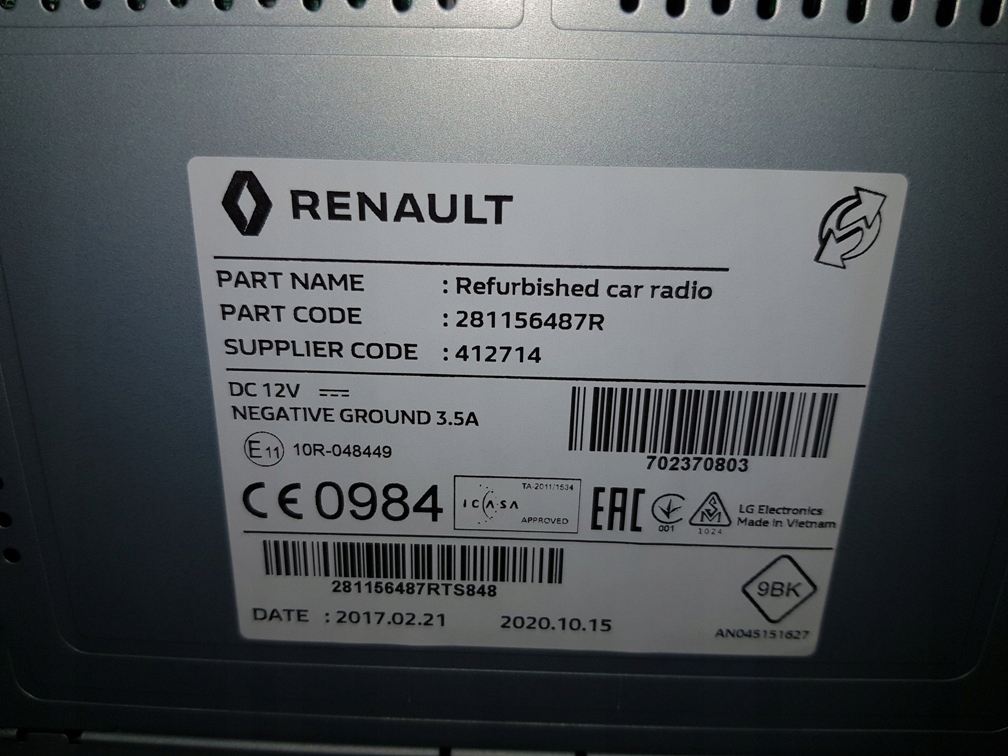 RENAULT
PART NAME : Refurbished car radio
PART CODE : 281156487R
SUPPLIER CODE : 412714
DC 12V
NEGATIVE GROUND 3.5A
E11 10R-048449
702370803
CE0984
TA-2011/1534
ICASA
APPROVED
EAC
001
1024
LG Electronics
Made in Vietnam
281156487RTS848
9BK
DATE : 2017.02.21 2020.10.15
AN045151627